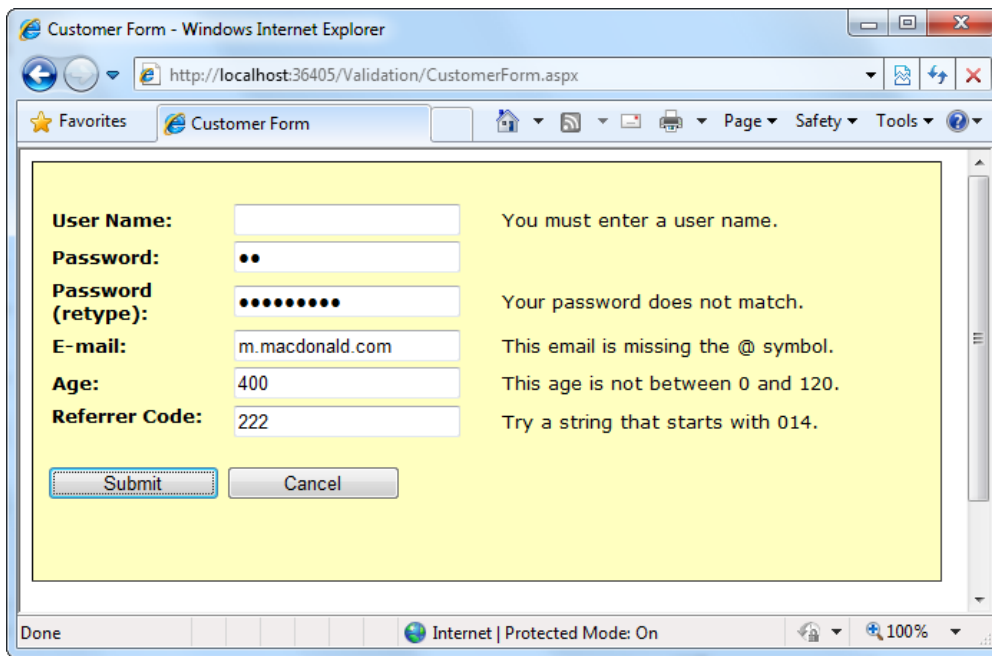 Customer Form - Windows Internet Explorer
http://localhost:36405/Validation/CustomerForm.aspx
Favorites Customer Form Page Safety Tools
User Name: You must enter a user name.
Password: ●●
Password
(retype): ●●●●●●●●● Your password does not match.
E-mail: m.macdonald.com This email is missing the @ symbol.
Age: 400 This age is not between 0 and 120.
Referrer Code: 222 Try a string that starts with 014.
Submit Cancel
Done Internet | Protected Mode: On 100%